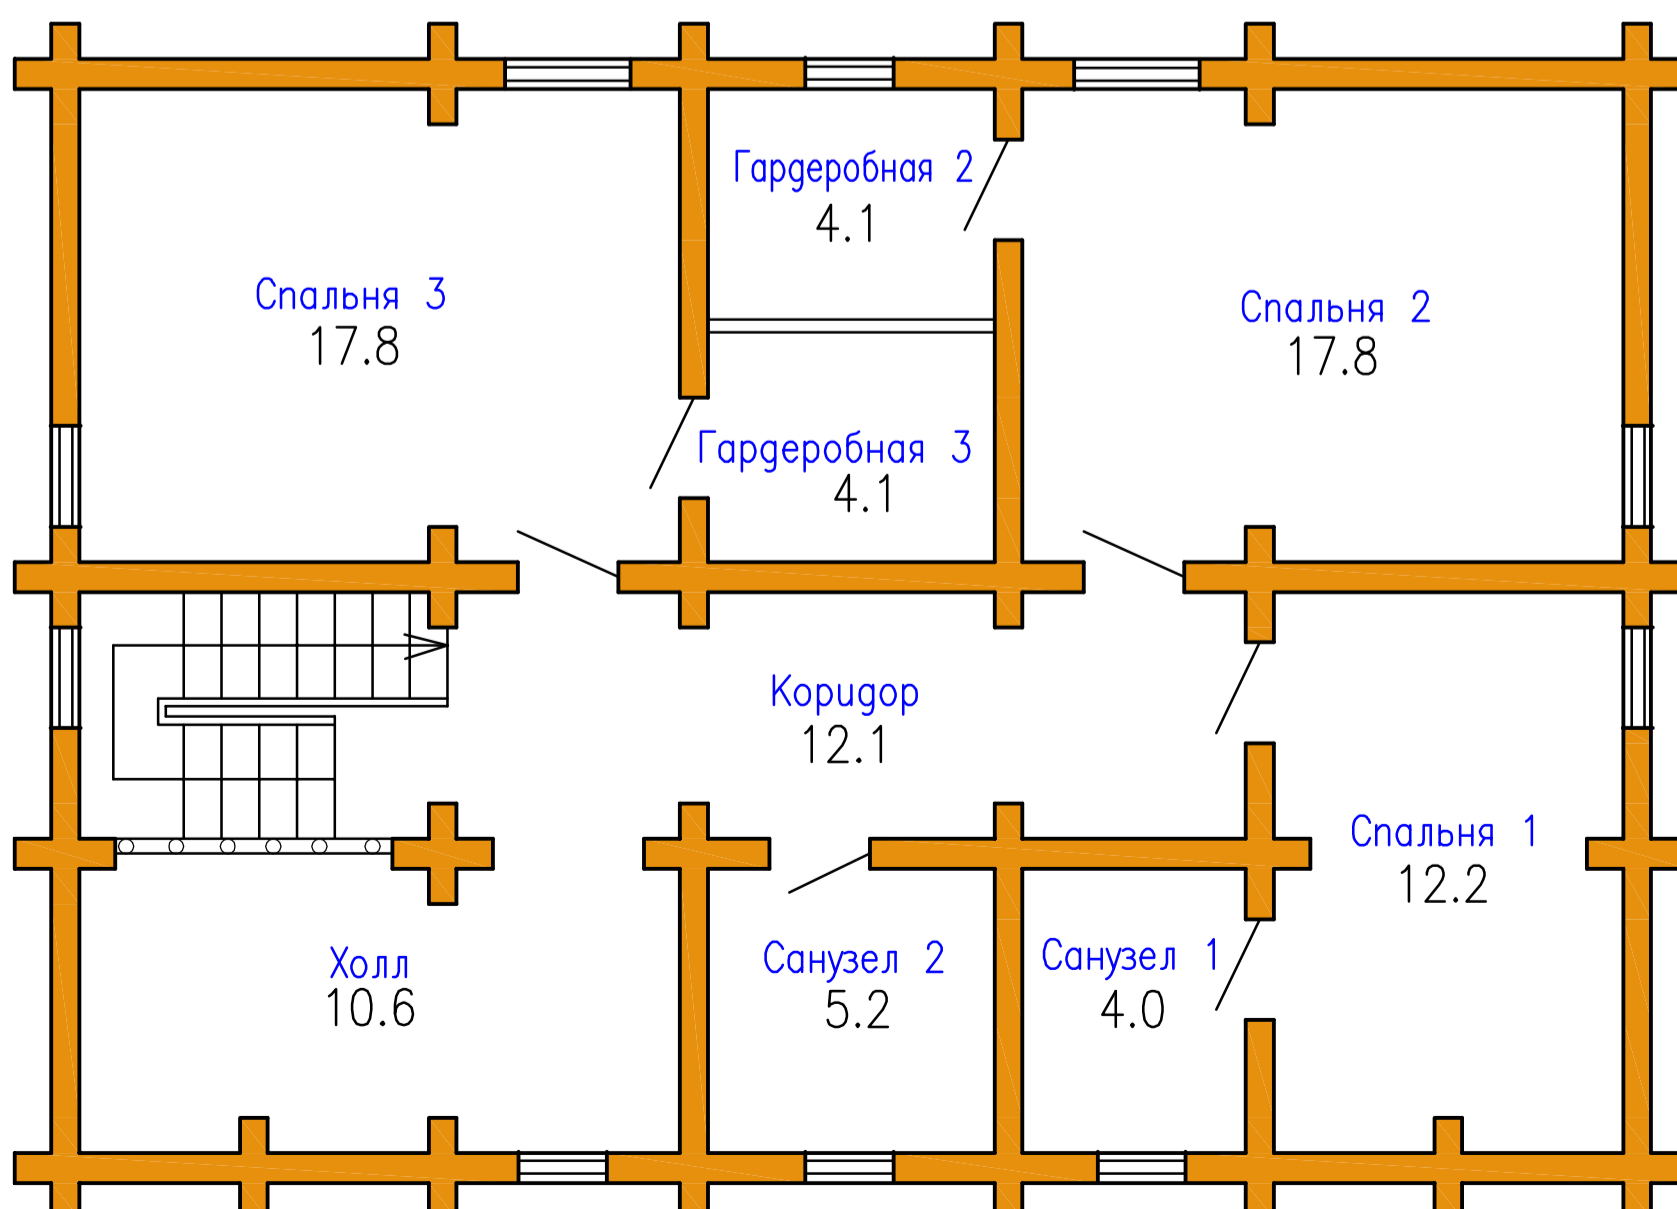 Гардеробная 2
4.1
Спальня 3
17.8
Спальня 2
17.8
Гардеробная 3
4.1
Коридор
12.1
Спальня 1
12.2
Холл
10.6
Санузел 2
5.2
Санузел 1
4.0